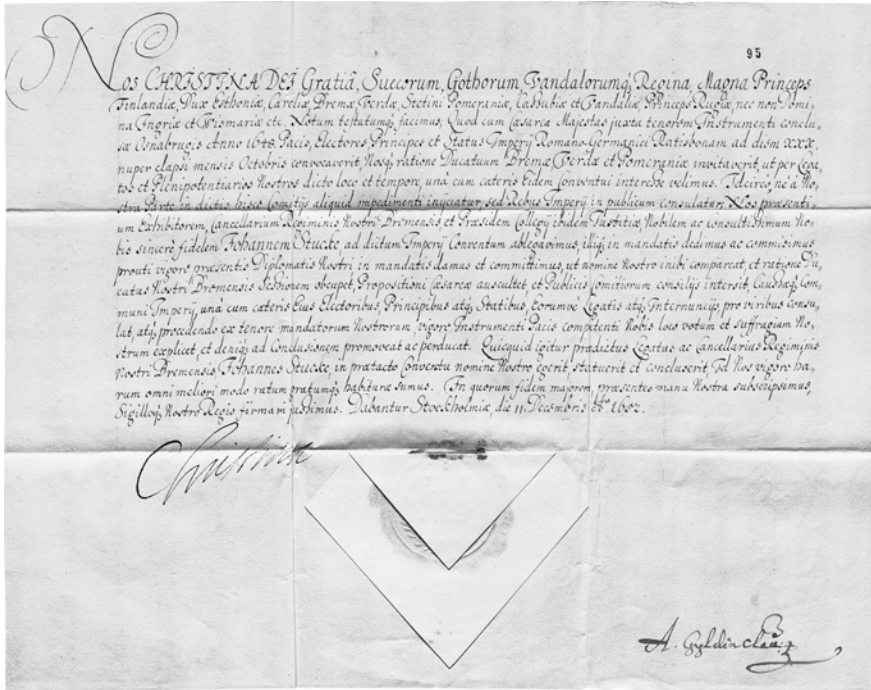 95
NOS CHRISTINA DEI Gratiâ, Suecorum, Gothorum, Vandalorumq, Regina, Magna Princeps
Finlandiæ, Dux Esthoniæ, Careliæ, Bremæ, Verdæ, Stetini Pomeraniæ, Cassubiæ et Vandaliæ, Princeps Rugiæ, nec non Domi-
na Ingriæ et Wismariæ etc. Notum testatumq facimus, Quod cum Cæsarea Majestas juxta tenorem Instrumenti conclu-
sæ Osnabrugis Anno 1648. Pacis, Electores Principes et Status Imperij Romano-Germanici Ratisbonam ad diem XXX.
nuper elapsi mensis Octobris convocaverit, Nosq ratione Ducatuum Bremæ Verdæ et Pomeraniæ invitaverit, ut per Lega-
tos et Plenipotentiarios Nostros dicto loco et tempore, una cum cæteris Eidem Conventui interesse velimus. Idcirco, ne à No-
stra Parte in dictis hisce Comitijs aliquid impedimenti injiciatur, sed Rebus Imperij in publicum consulatur, Nos præsenti-
um Exhibitorem, Cancellarium Regiminis Nostri Bremensis et Præsidem Collegij ibidem Justitiæ, Nobilem ac consultissimum No-
bis sincerè fidelem Johannem Stucke ad dictum Imperij Conventum ablegavimus, illiq in mandatis dedimus ac commisimus
prouti vigore præsentis Diplomatis Nostri in mandatis damus et committimus, ut nomine Nostro inibi compareat, et ratione Du-
catus Nostri Bremensis Sessionem occupet, Propositioni Cæsareæ auscultet, et Publicis Comitiorum consilijs intersit, Causasq Com-
muni Imperij, una cum cæteris Eius Electoribus, Principibus atq Statibus, Eorumvè Legatis atq Internuncijs, pro viribus consu-
lat, atq procedendo ex tenore mandatorum Nostrorum vigore Instrumenti Pacis competenti Nobis loco votum et suffragium No-
strum explicet, et deniq ad Conclusionem promoveat ac perducat. Quicquid igitur prædictus Legatus ac Cancellarius Regiminis
Nostri Bremensis Johannes Stucke, in prætacto Conventu nomine Nostro egerit, statuerit et concluserit, Id Nos vigore ha-
rum omni meliori modo ratum gratumq habituræ sumus. In quorum fidem majorem, præsentes manu Nostra subscripsimus,
Sigilloq Nostro Regio firmari jussimus. Dabantur Stockholmiæ, die 11. Decembris Ao 1652.
Christina
A. Gyldenclau